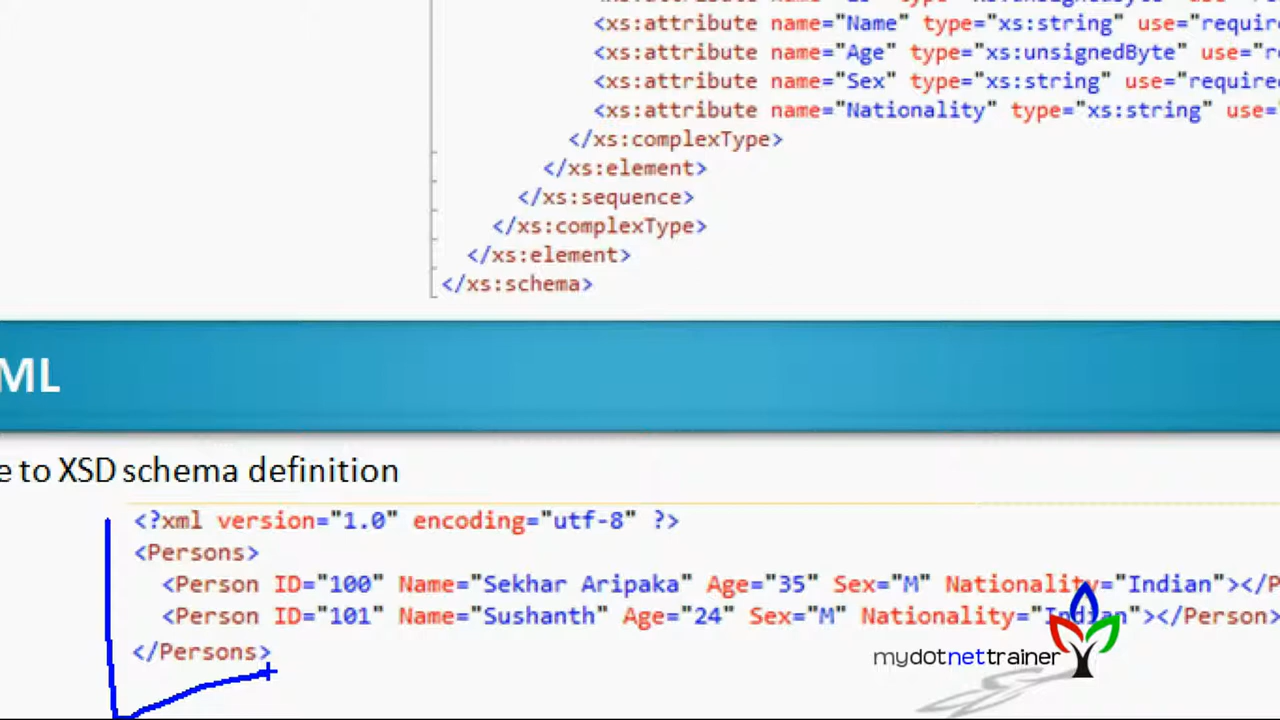 <xs:attribute name="Name" type="xs:string" use="require
<xs:attribute name="Age" type="xs:unsignedByte" use="re
<xs:attribute name="Sex" type="xs:string" use="required
<xs:attribute name="Nationality" type="xs:string" use="
</xs:complexType>
</xs:element>
</xs:sequence>
</xs:complexType>
</xs:element>
</xs:schema>
ML
e to XSD schema definition
<?xml version="1.0" encoding="utf-8" ?>
<Persons>
<Person ID="100" Name="Sekhar Aripaka" Age="35" Sex="M" Nationality="Indian"></P
<Person ID="101" Name="Sushanth" Age="24" Sex="M" Nationality="Indian"></Person>
</Persons>
mydotnettrainer